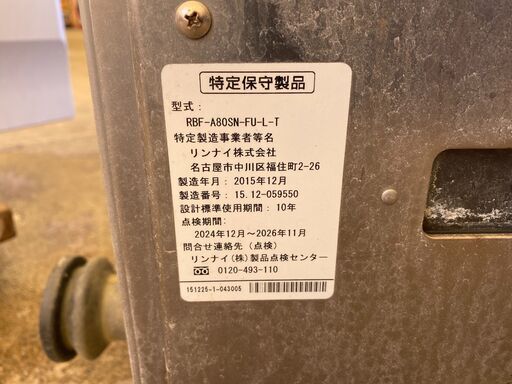 特定保守製品
型式：
RBF-A80SN-FU-L-T
特定製造事業者等名
リンナイ株式会社
名古屋市中川区福住町2-26
製造年月：2015年12月
製造番号：15.12-059550
設計標準使用期間：10年
点検期間：
2024年12月～2026年11月
問合せ連絡先（点検）
リンナイ(株)製品点検センター
0120-493-110
151225-1-043005